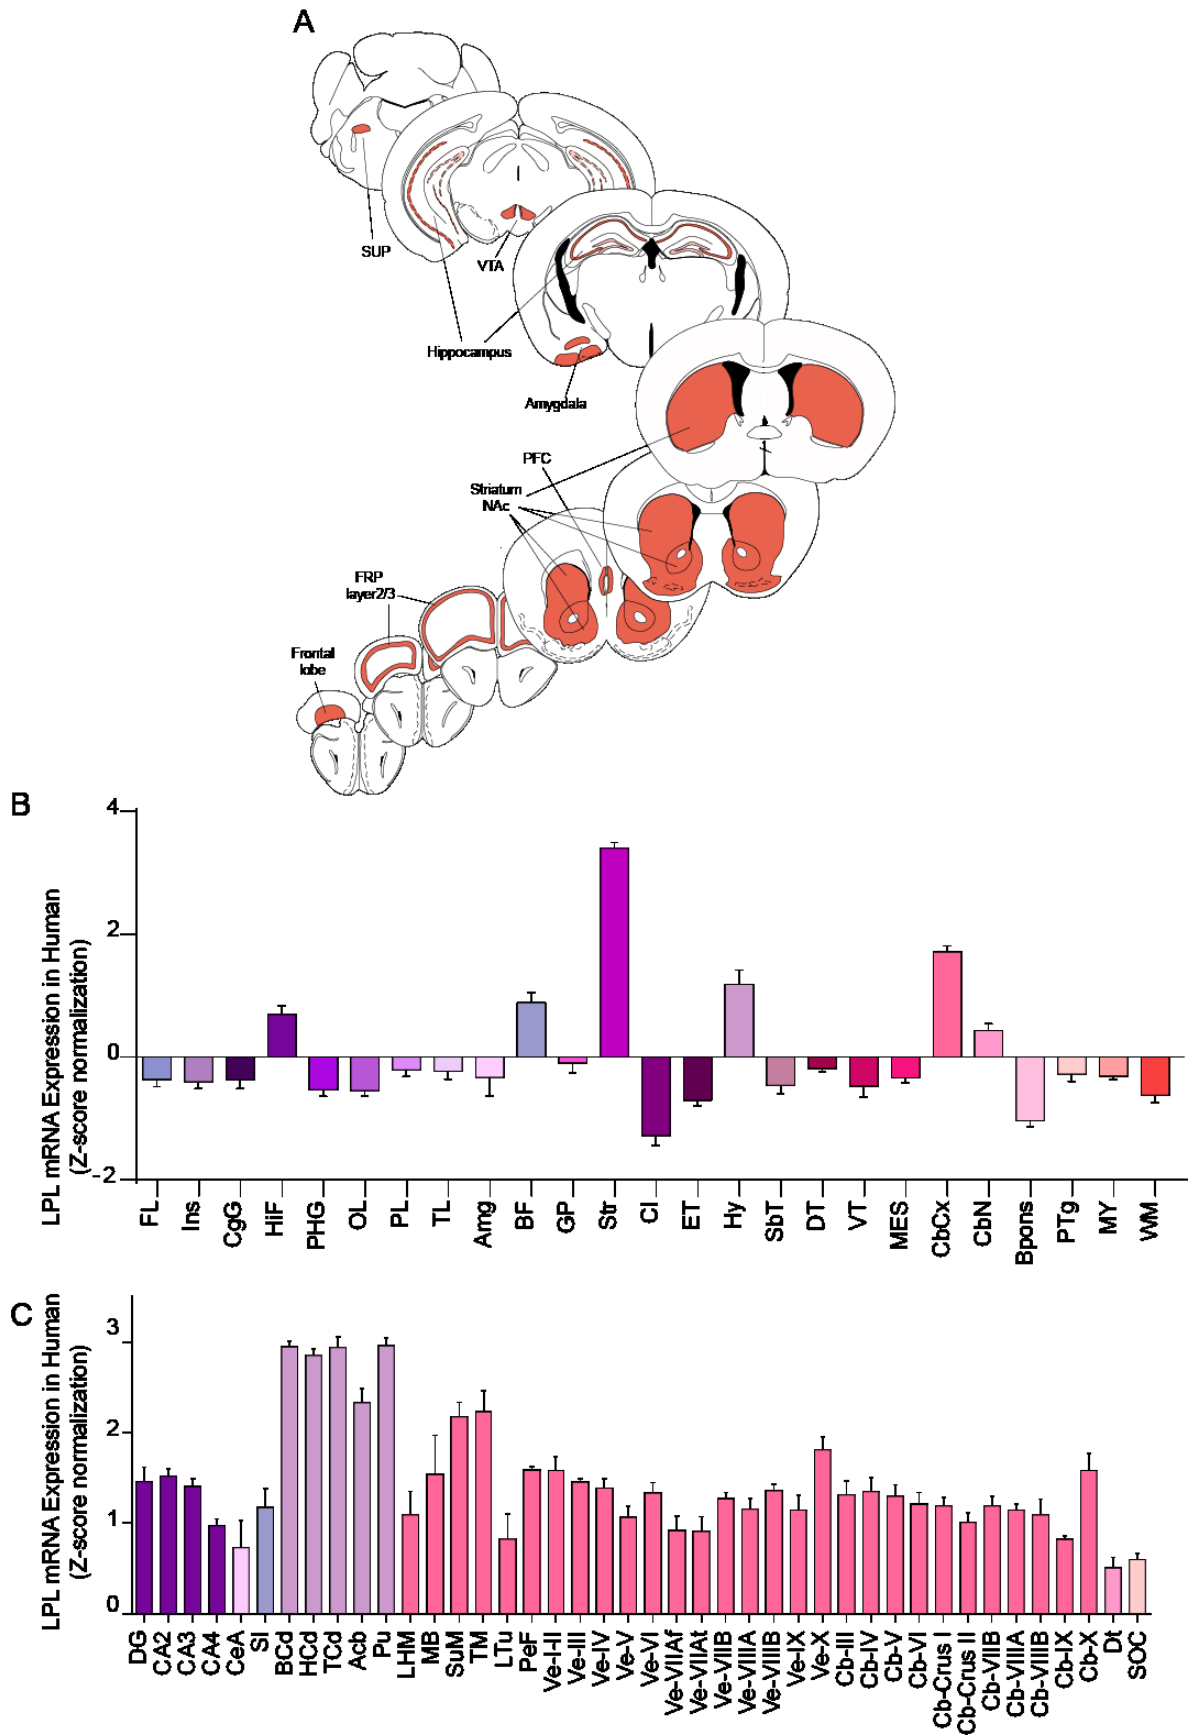 A
SUP
VTA
Hippocampus
Amygdala
PFC
Striatum
NAc
FRP
layer2/3
Frontal
lobe
B
LPL mRNA Expression in Human
(Z-score normalization)
4
2
0
-2
FL
Ins
CgG
HiF
PHG
OL
PL
TL
Amg
BF
GP
Str
Cl
ET
Hy
SbT
DT
VT
MES
CbCx
CbN
Bpons
PTg
MY
WM
C
LPL mRNA Expression in Human
(Z-score normalization)
3
2
1
0
DG
CA2
CA3
CA4
CeA
SI
BCd
HCd
TCd
Acb
Pu
LHM
MB
SuM
TM
LTu
PeF
Ve-I-II
Ve-III
Ve-IV
Ve-V
Ve-VI
Ve-VIIAf
Ve-VIIAt
Ve-VIIB
Ve-VIIIA
Ve-VIIIB
Ve-IX
Ve-X
Cb-III
Cb-IV
Cb-V
Cb-VI
Cb-Crus I
Cb-Crus II
Cb-VIIB
Cb-VIIIA
Cb-VIIIB
Cb-IX
Cb-X
Dt
SOC